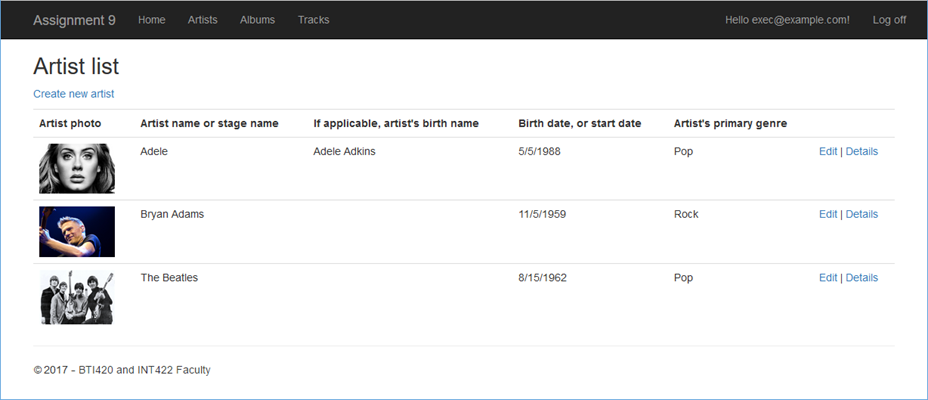 Assignment 9 Home Artists Albums Tracks Hello exec@example.com! Log off
Artist list
Create new artist
Artist photo Artist name or stage name If applicable, artist's birth name Birth date, or start date Artist's primary genre
Adele Adele Adkins 5/5/1988 Pop Edit | Details
Bryan Adams 11/5/1959 Rock Edit | Details
The Beatles 8/15/1962 Pop Edit | Details
© 2017 - BTI420 and INT422 Faculty